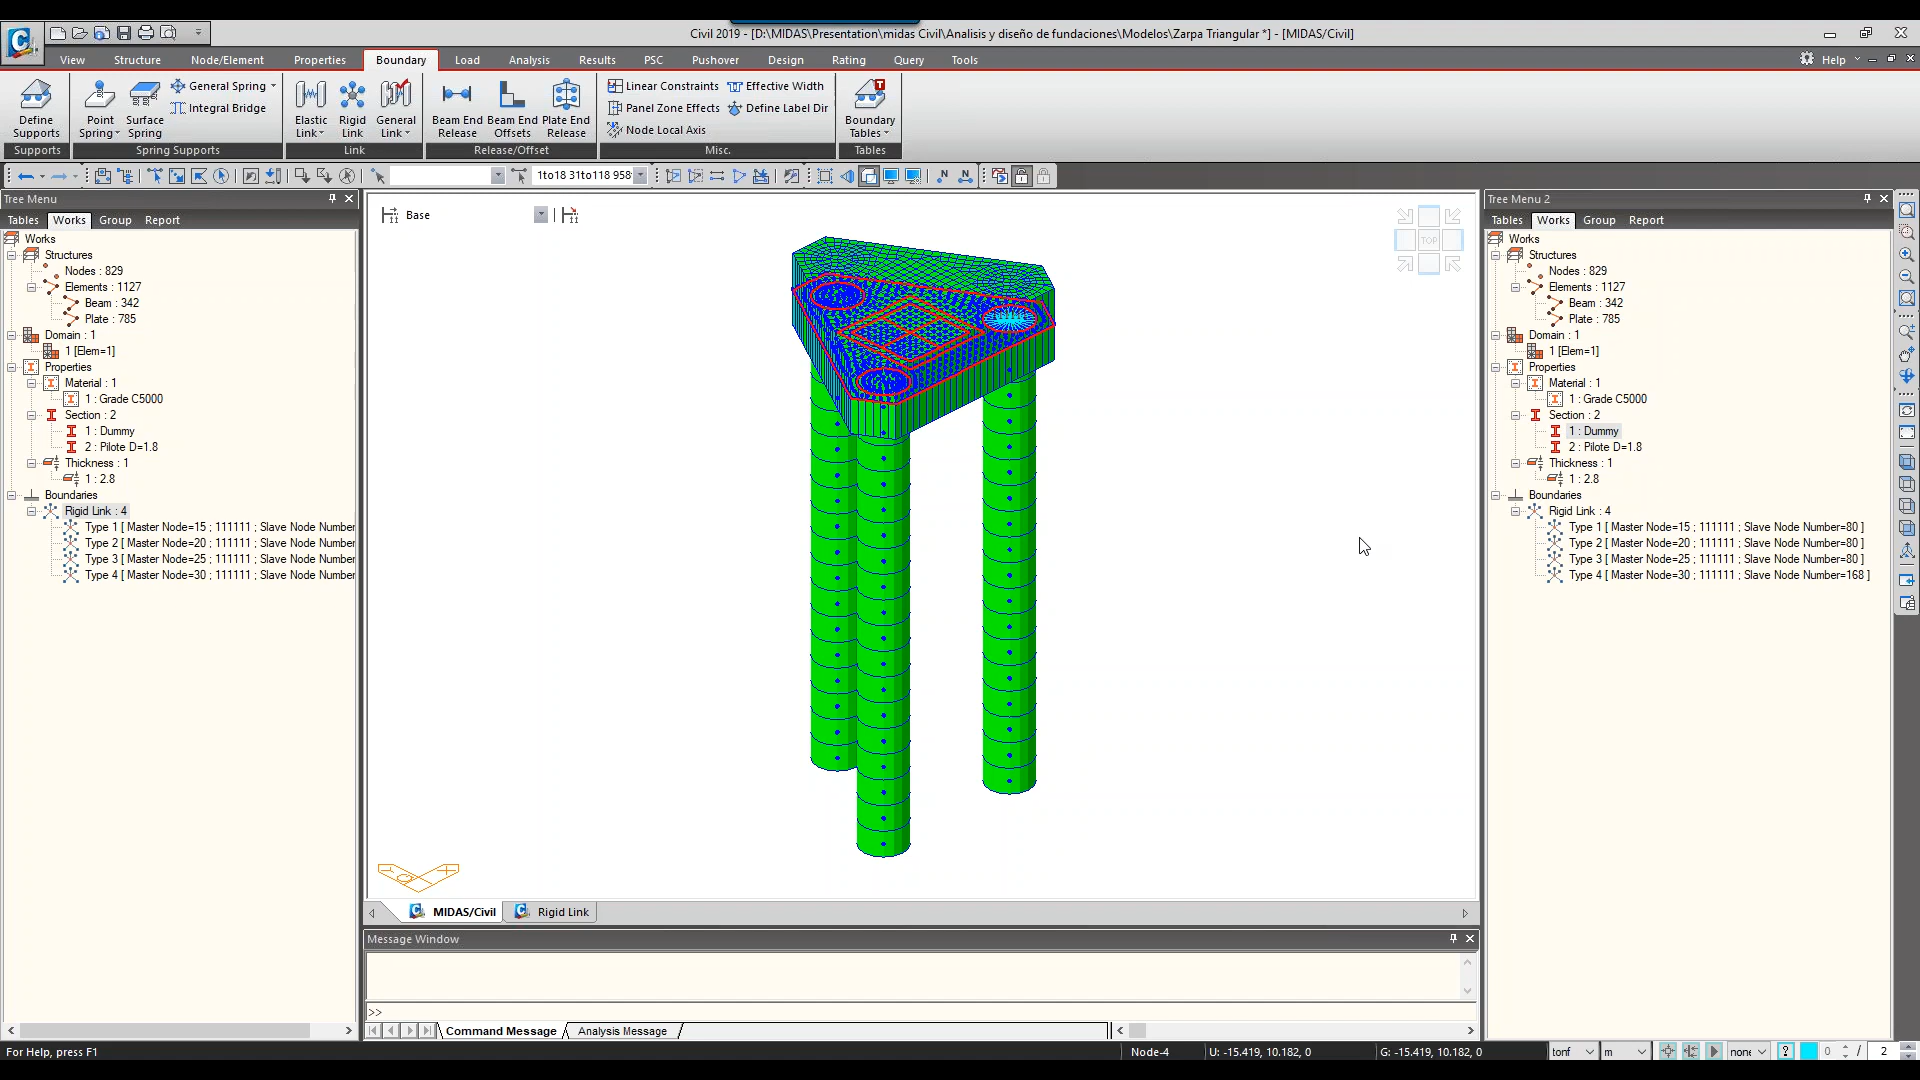 Civil 2019 - [D:\MIDAS\Presentation\midas Civil\Analisis y diseño de fundaciones\Modelos\Zarpa Triangular *] - [MIDAS/Civil]
View Structure Node/Element Properties Boundary Load Analysis Results PSC Pushover Design Rating Query Tools Help
Define Supports
Point Spring
Surface Spring
General Spring
Integral Bridge
Elastic Link
Rigid Link
General Link
Beam End Release
Beam End Offsets
Plate End Release
Linear Constraints
Effective Width
Panel Zone Effects
Define Label Dir
Node Local Axis
Boundary Tables
Supports Spring Supports Link Release/Offset Misc. Tables
1to18 31to118 958
Tree Menu
Tables Works Group Report
Works
Structures
Nodes : 829
Elements : 1127
Beam : 342
Plate : 785
Domain : 1
1 [Elem=1]
Properties
Material : 1
1 : Grade C5000
Section : 2
1 : Dummy
2 : Pilote D=1.8
Thickness : 1
1 : 2.8
Boundaries
Rigid Link : 4
Type 1 [ Master Node=15 ; 111111 ; Slave Node Number
Type 2 [ Master Node=20 ; 111111 ; Slave Node Number
Type 3 [ Master Node=25 ; 111111 ; Slave Node Number
Type 4 [ Master Node=30 ; 111111 ; Slave Node Number
Base
TOP
MIDAS/Civil Rigid Link
Message Window
>>
Command Message Analysis Message
Tree Menu 2
Tables Works Group Report
Works
Structures
Nodes : 829
Elements : 1127
Beam : 342
Plate : 785
Domain : 1
1 [Elem=1]
Properties
Material : 1
1 : Grade C5000
Section : 2
1 : Dummy
2 : Pilote D=1.8
Thickness : 1
1 : 2.8
Boundaries
Rigid Link : 4
Type 1 [ Master Node=15 ; 111111 ; Slave Node Number=80 ]
Type 2 [ Master Node=20 ; 111111 ; Slave Node Number=80 ]
Type 3 [ Master Node=25 ; 111111 ; Slave Node Number=80 ]
Type 4 [ Master Node=30 ; 111111 ; Slave Node Number=168 ]
For Help, press F1
Node-4
U: -15.419, 10.182, 0
G: -15.419, 10.182, 0
tonf m none ? 0 / 2